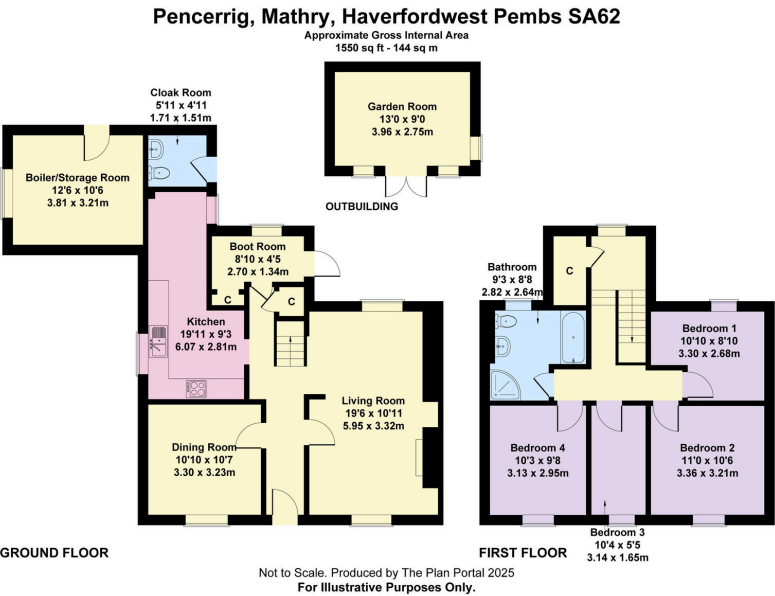 Pencerrig, Mathry, Haverfordwest Pembs SA62
Approximate Gross Internal Area
1550 sq ft - 144 sq m
Cloak Room
5'11 x 4'11
1.71 x 1.51m
Garden Room
13'0 x 9'0
3.96 x 2.75m
OUTBUILDING
Boiler/Storage Room
12'6 x 10'6
3.81 x 3.21m
Boot Room
8'10 x 4'5
2.70 x 1.34m
C
C
Kitchen
19'11 x 9'3
6.07 x 2.81m
Living Room
19'6 x 10'11
5.95 x 3.32m
Dining Room
10'10 x 10'7
3.30 x 3.23m
GROUND FLOOR
Bathroom
9'3 x 8'8
2.82 x 2.64m
C
Bedroom 1
10'10 x 8'10
3.30 x 2.68m
Bedroom 4
10'3 x 9'8
3.13 x 2.95m
Bedroom 2
11'0 x 10'6
3.36 x 3.21m
Bedroom 3
10'4 x 5'5
3.14 x 1.65m
FIRST FLOOR
Not to Scale. Produced by The Plan Portal 2025
For Illustrative Purposes Only.